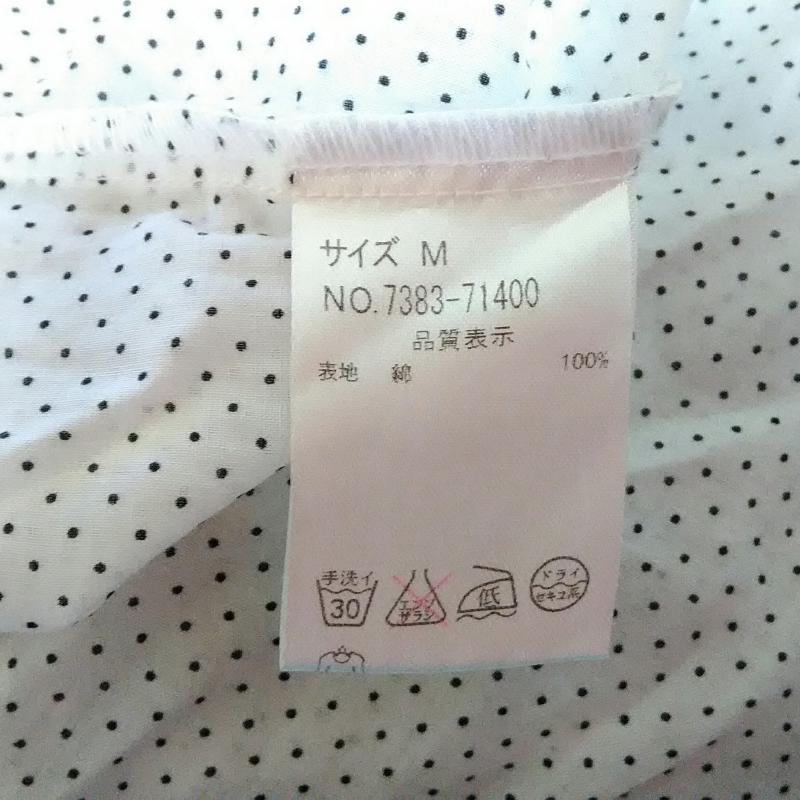 サイズ M
NO.7383-71400
品質表示
表地 綿 100%
手洗イ
30
エンソ
サラシ
低
ドライ
セキユ系